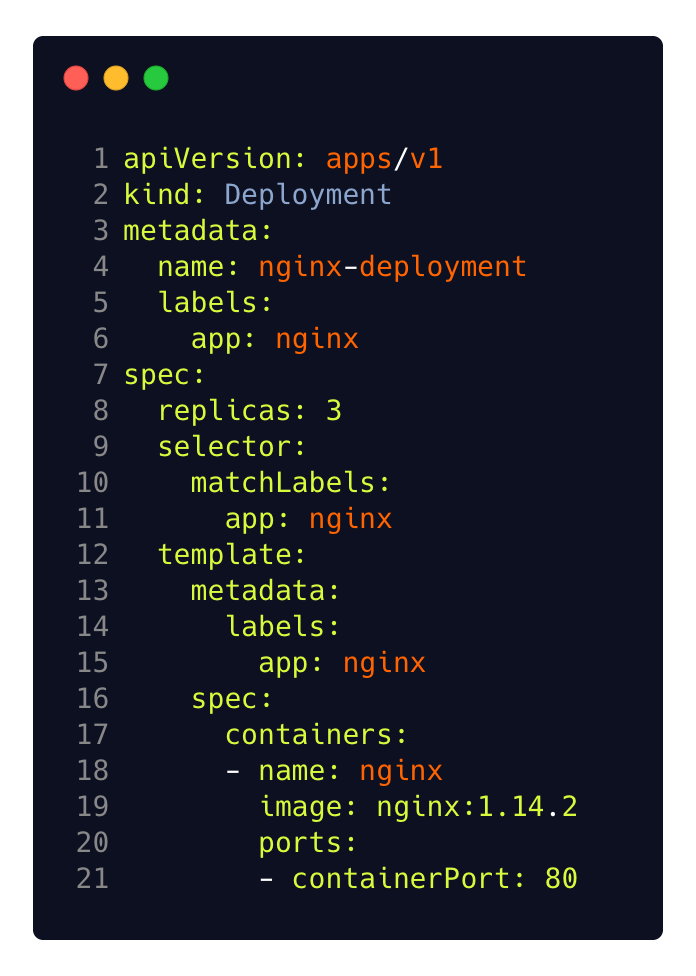 1 apiVersion: apps/v1
2 kind: Deployment
3 metadata:
4   name: nginx-deployment
5   labels:
6     app: nginx
7 spec:
8   replicas: 3
9   selector:
10     matchLabels:
11       app: nginx
12   template:
13     metadata:
14       labels:
15         app: nginx
16     spec:
17       containers:
18       - name: nginx
19         image: nginx:1.14.2
20         ports:
21         - containerPort: 80